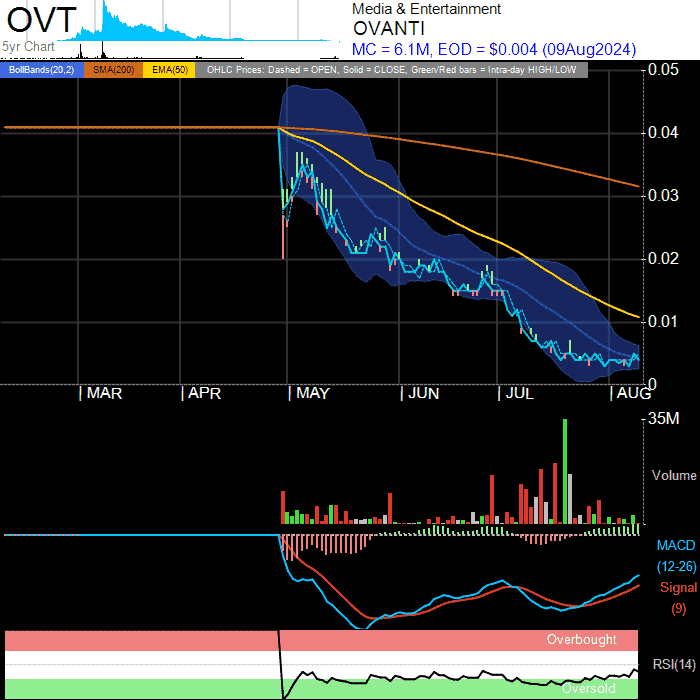 OVT
5yr Chart
Media & Entertainment
OVANTI
MC = 6.1M, EOD = $0.004 (09Aug2024)
BollBands(20,2) SMA(200) EMA(50) OHLC Prices: Dashed = OPEN, Solid = CLOSE, Green/Red bars = Intra-day HIGH/LOW
0.05
0.04
0.03
0.02
0.01
0
| MAR | APR | MAY | JUN | JUL | AUG
35M
Volume
MACD
(12-26)
Signal
(9)
Overbought
RSI(14)
Oversold